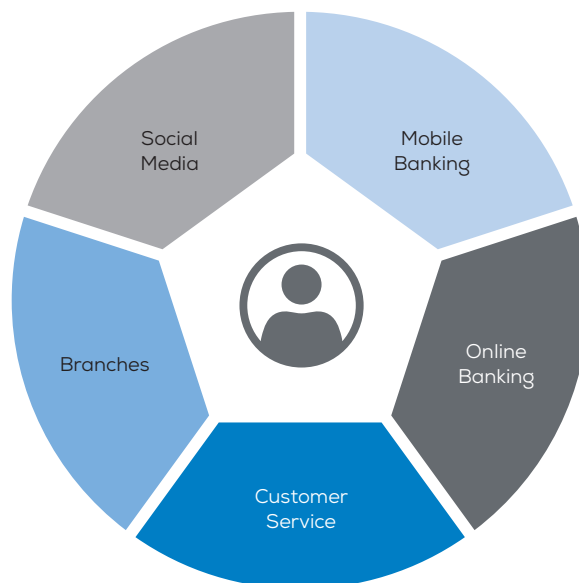 Social
Media
Mobile
Banking
Branches
Online
Banking
Customer
Service